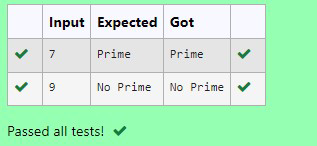 Input Expected Got
7 Prime Prime
9 No Prime No Prime
Passed all tests!